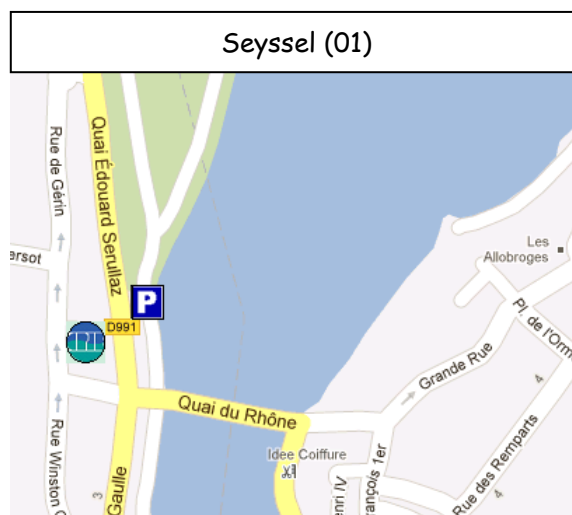 Seyssel (01)
Rue de Gérin
Quai Édouard Serullaz
ersot
Les
Allobroges
P
D991
Pl. de l'Orm
Grande Rue
4
Quai du Rhône
Idee Coiffure
Rue Winston C
3
Gaulle
enri IV
rançois 1er
Rue des Remparts
4